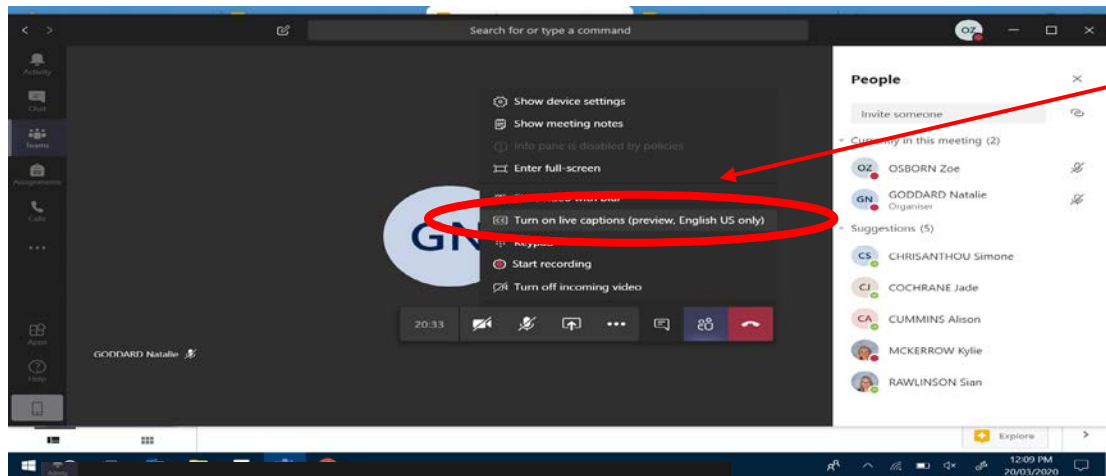 Search for or type a command
OZ
Activity
Chat
Teams
Assignments
Calls
Apps
Help
GN
Show device settings
Show meeting notes
Info pane is disabled by policies
Enter full-screen
Turn on live captions (preview, English US only)
Keypad
Start recording
Turn off incoming video
20:33
GODDARD Natalie
People
Invite someone
Currently in this meeting (2)
OZ OSBORN Zoe
GN GODDARD Natalie
Organiser
Suggestions (5)
CS CHRISANTHOU Simone
CJ COCHRANE Jade
CA CUMMINS Alison
MCKERROW Kylie
RAWLINSON Sian
Explore
12:09 PM
20/03/2020